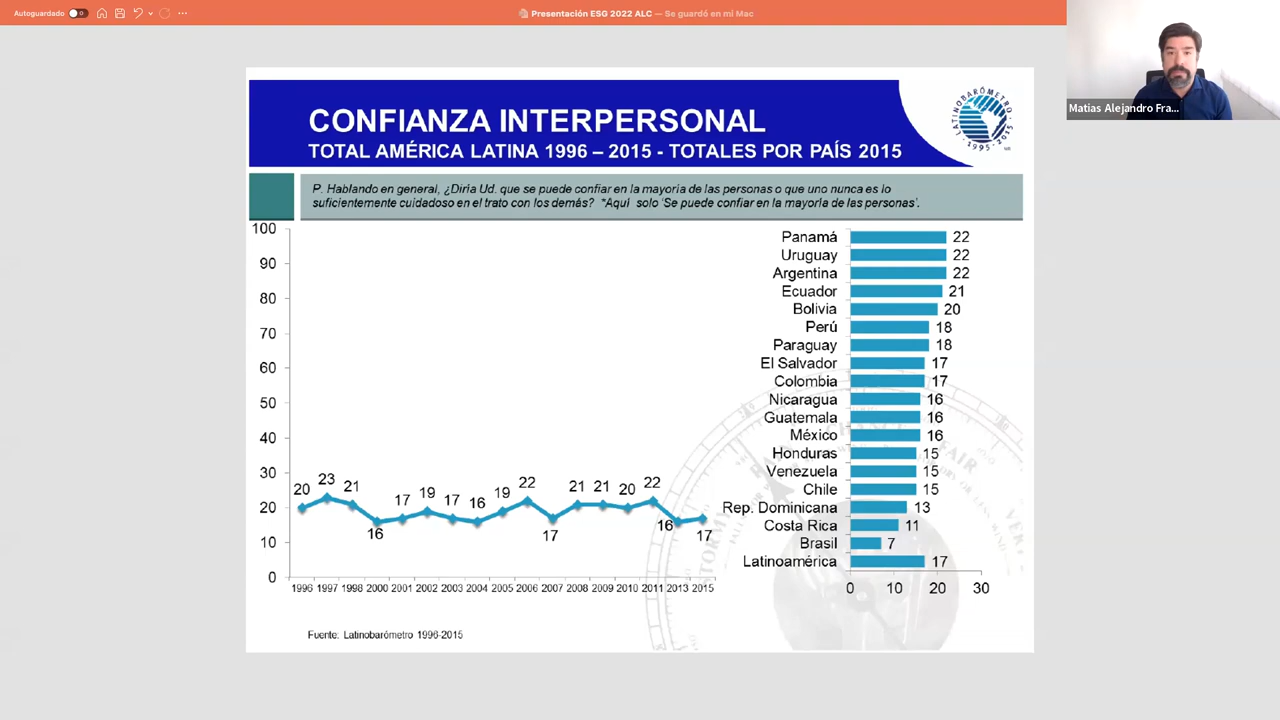 Autoguardado
Presentación ESG 2022 ALC — Se guardó en mi Mac
Matias Alejandro Fra...
CONFIANZA INTERPERSONAL
TOTAL AMÉRICA LATINA 1996 – 2015 - TOTALES POR PAÍS 2015
LATINOBARÓMETRO
1995-2015
P. Hablando en general, ¿Diría Ud. que se puede confiar en la mayoría de las personas o que uno nunca es lo
suficientemente cuidadoso en el trato con los demás? *Aquí solo 'Se puede confiar en la mayoría de las personas'.
100
90
80
70
60
50
40
30
20
10
0
20 23 21 16 17 19 17 16 19 22 17 21 21 20 22 16 17
1996 1997 1998 2000 2001 2002 2003 2004 2005 2006 2007 2008 2009 2010 2011 2013 2015
Panamá 22
Uruguay 22
Argentina 22
Ecuador 21
Bolivia 20
Perú 18
Paraguay 18
El Salvador 17
Colombia 17
Nicaragua 16
Guatemala 16
México 16
Honduras 15
Venezuela 15
Chile 15
Rep. Dominicana 13
Costa Rica 11
Brasil 7
Latinoamérica 17
0 10 20 30
Fuente: Latinobarómetro 1996-2015